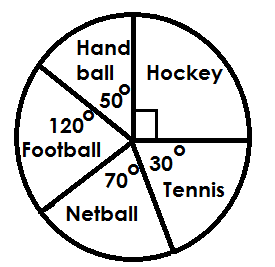 Hand
ball
50°
Hockey
120°
Football
30°
Tennis
70°
Netball